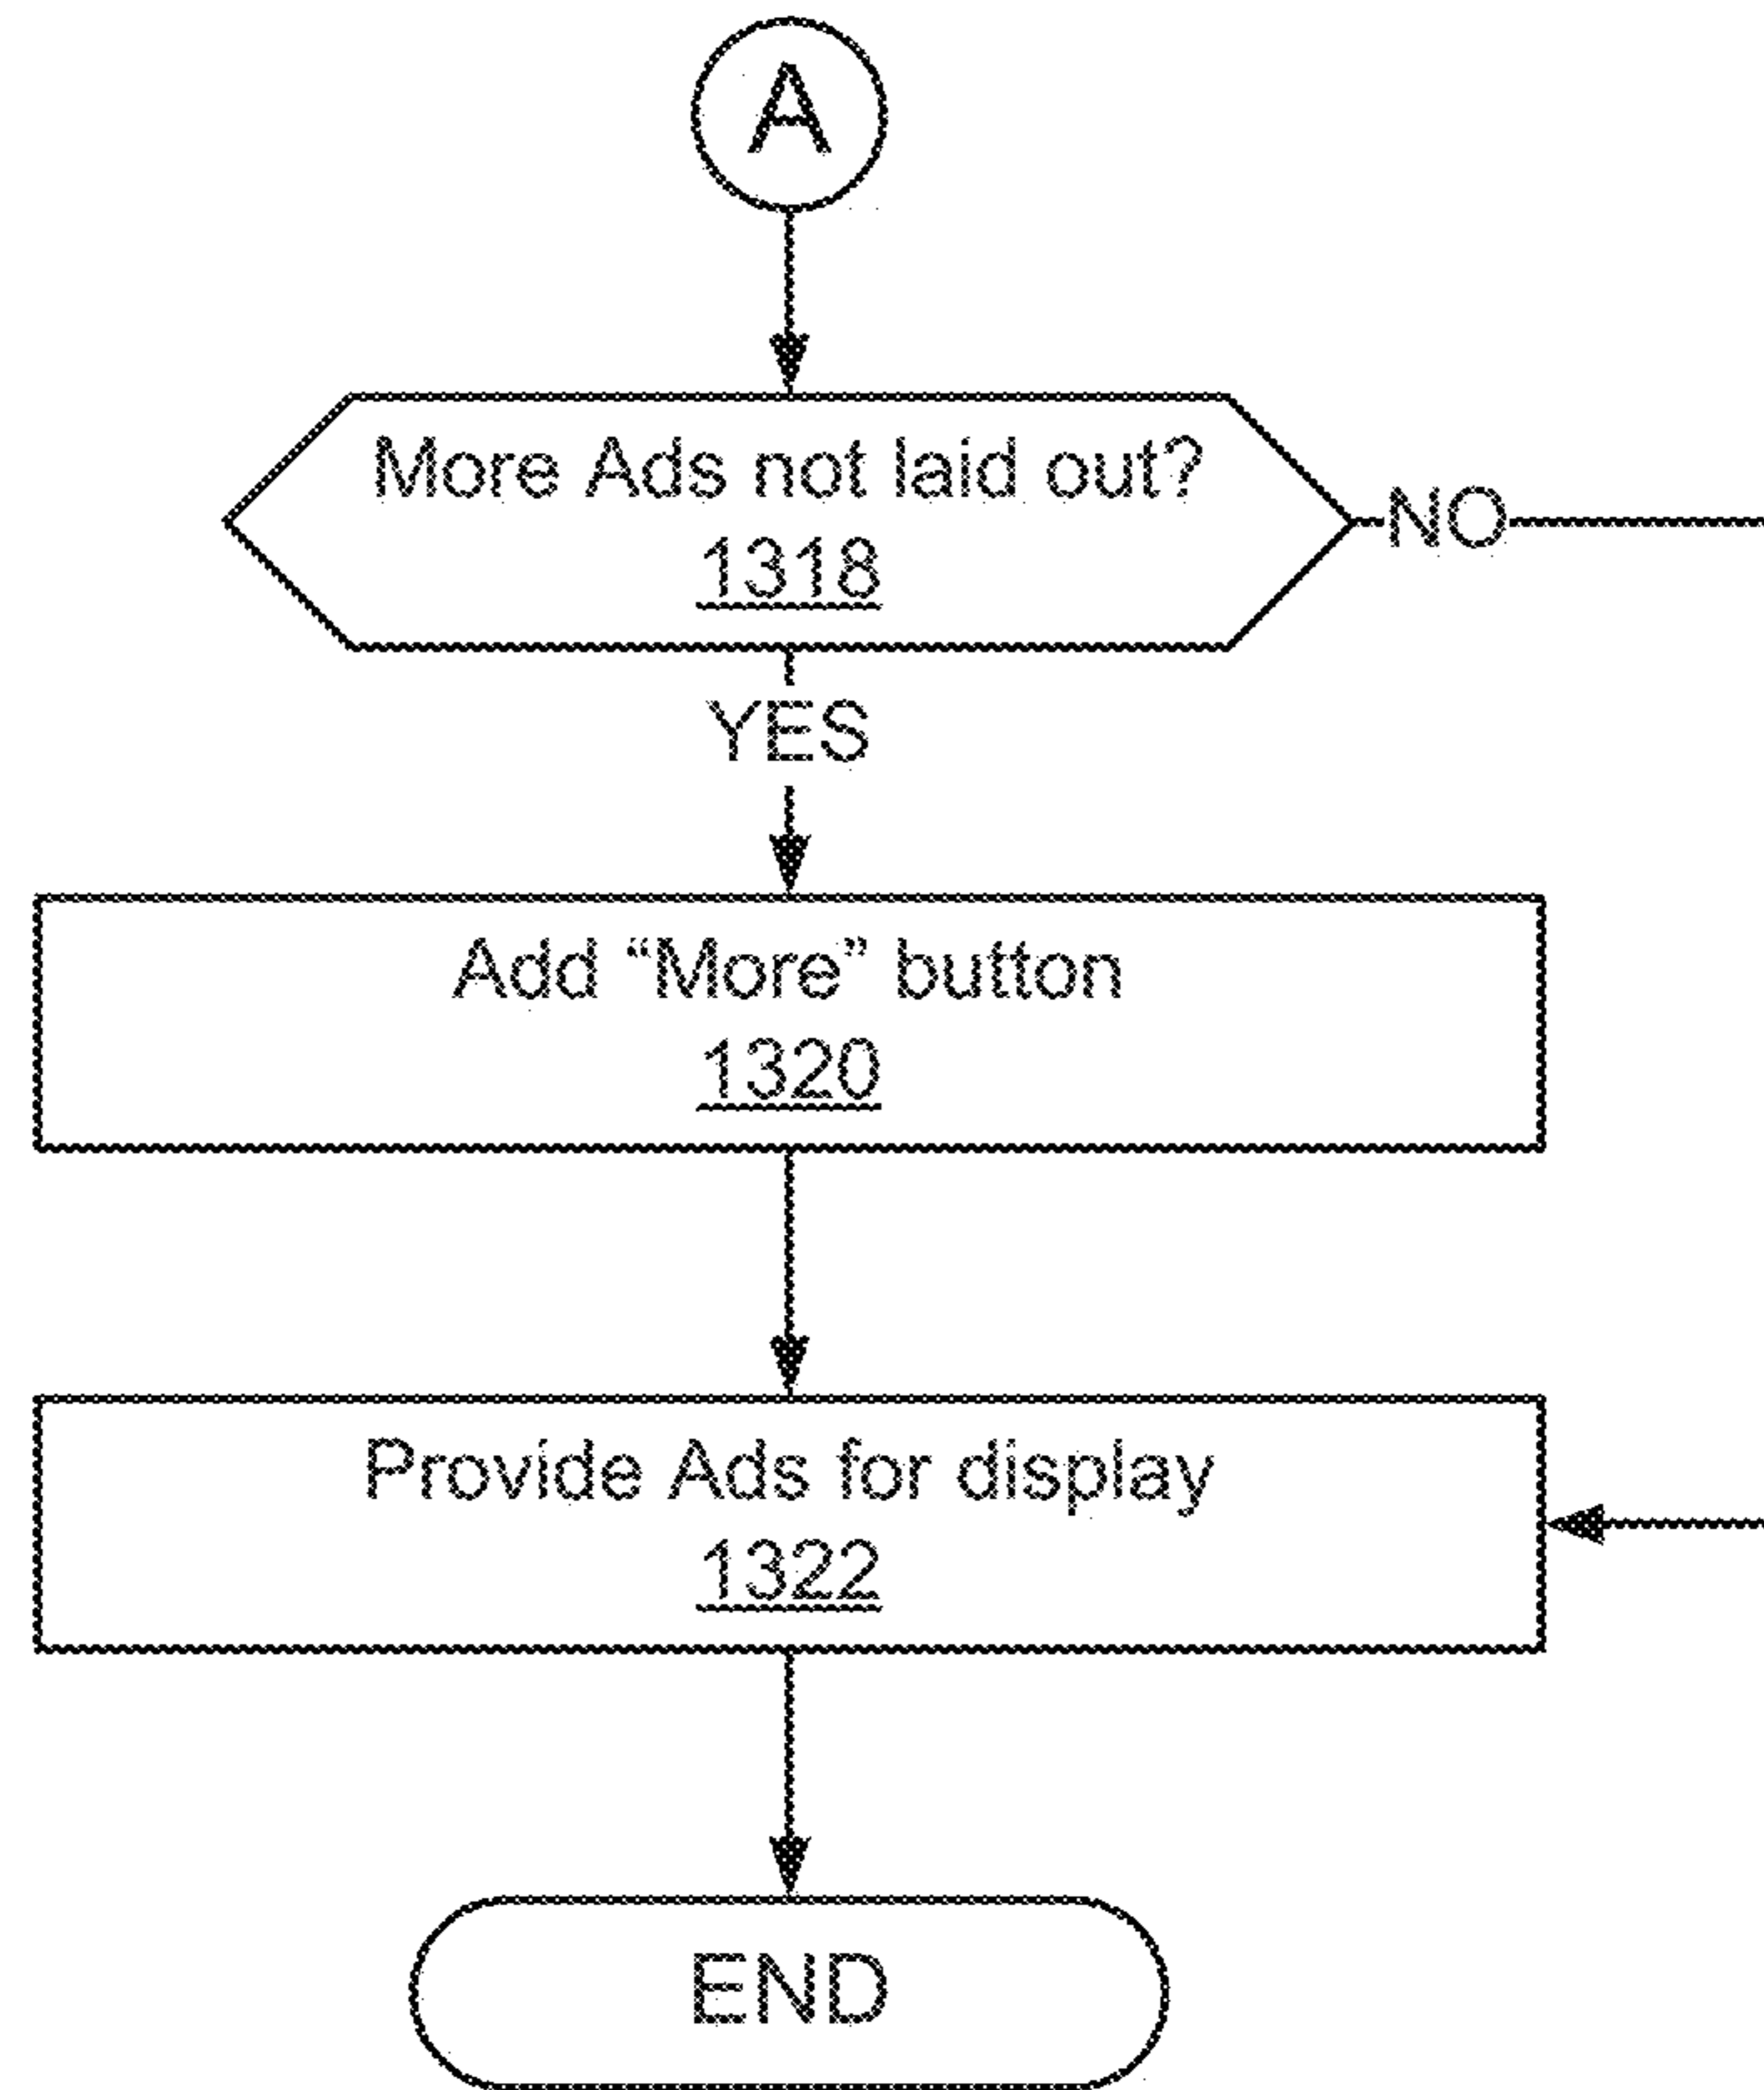 A
More Ads not laid out?
1318
NO
YES
Add “More” button
1320
Provide Ads for display
1322
END